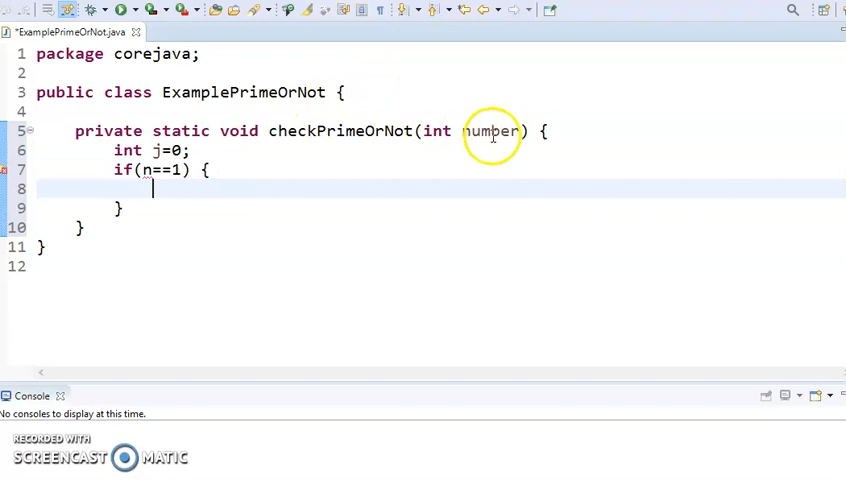 *ExamplePrimeOrNot.java
1 package corejava;
2
3 public class ExamplePrimeOrNot {
4
5 private static void checkPrimeOrNot(int number) {
6 int j=0;
7 if(n==1) {
8
9 }
10 }
11 }
12
Console
No consoles to display at this time.
RECORDED WITH
SCREENCAST MATIC